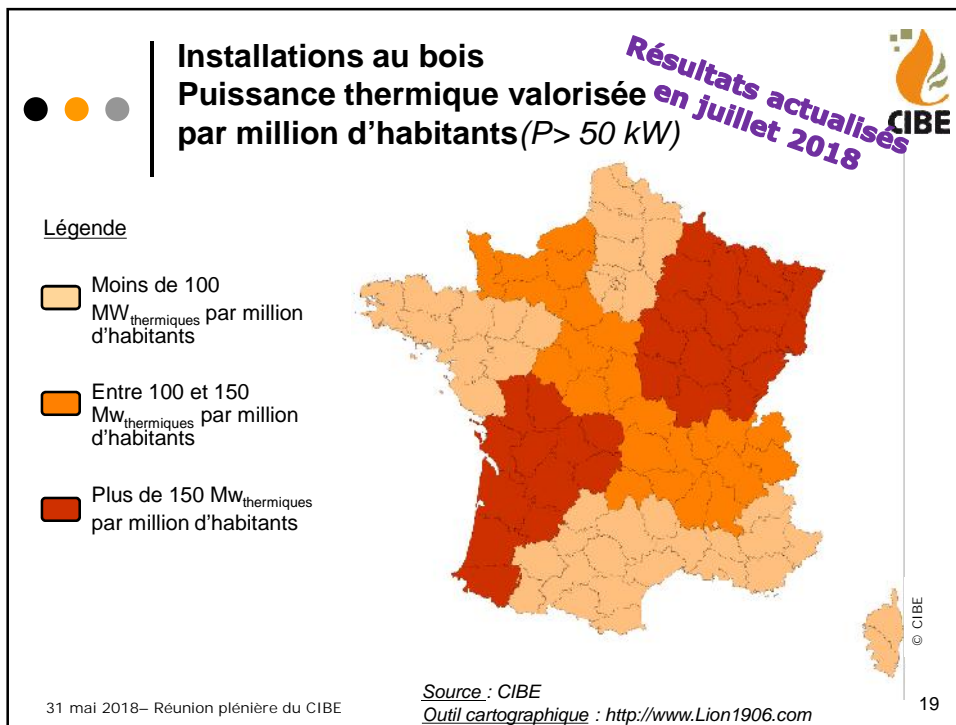 Installations au bois
Puissance thermique valorisée
par million d'habitants(P> 50 kW)
Résultats actualisés
en juillet 2018
CIBE
Légende
Moins de 100
MWthermiques par million
d'habitants
Entre 100 et 150
Mwthermiques par million
d'habitants
Plus de 150 Mwthermiques
par million d'habitants
© CIBE
31 mai 2018– Réunion plénière du CIBE
Source : CIBE
Outil cartographique : http://www.Lion1906.com
19